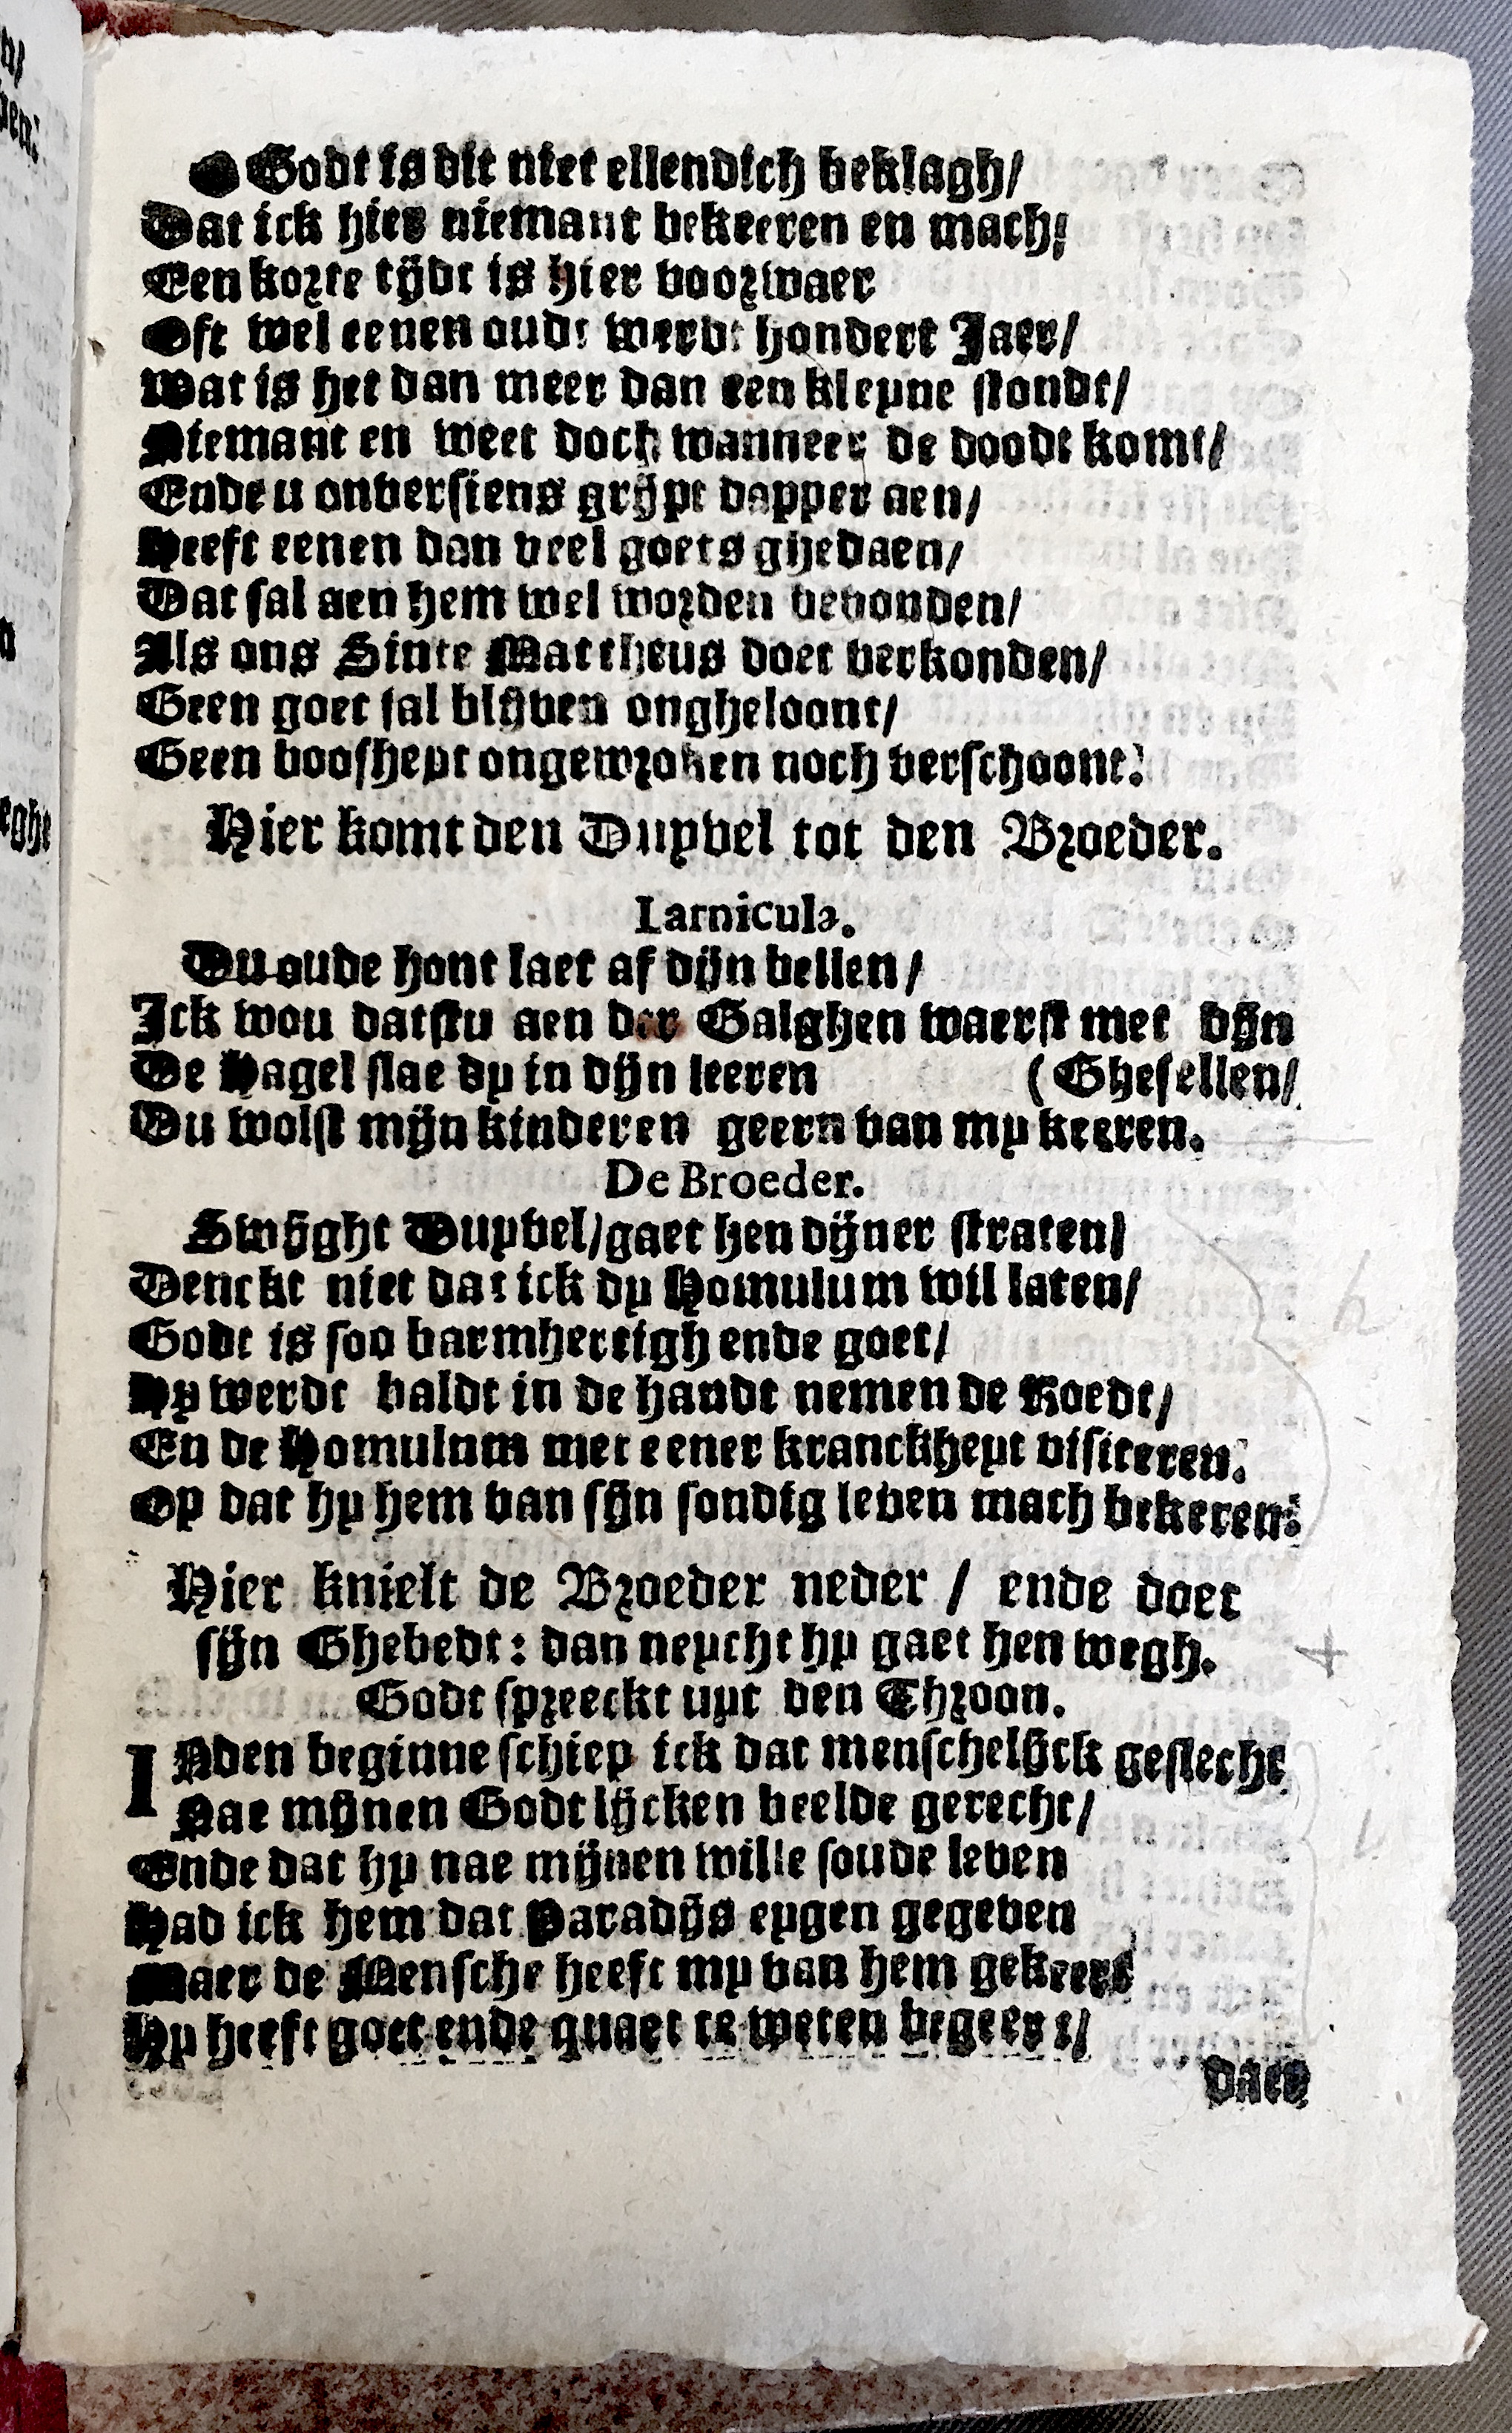 O Godt is dit niet ellendich beklagh/
Dat ick hier niemant bekeeren en mach;
Een korte tijdt is hier voorwaer
Oft wel eenen oudt werdt hondert Jaer/
Wat is het dan meer dan een kleyne stondt/
Niemant en weet doch wanneer de doodt komt/
Ende u onversiens grijpt dapper aen/
Heeft eenen dan veel goets ghedaen/
Dat sal aen hem wel worden bevonden/
Als ons Sinte Mattheus doet verkonden/
Geen goet sal blijven ongheloont/
Geen boosheyt ongewroken noch verschoont:
Hier komt den Duyvel tot den Broeder.
Larnicula.
Du oude hont laet af dijn bellen/
Ick wou datstu aen der Galghen waerst met dijn
De Hagel slae dy in dijn leeren (Ghesellen/
Du wolst mijn kinderen geern van my keeren.
De Broeder.
Swijght Duyvel/gaet hen dijner straten/
Denckt niet dat ick dy Homulum wil laten/
Godt is soo barmhertigh ende goet/
Hy werdt baldt in de handt nemen de Roedt/
En de Homulum met eener kranckheyt visiteren:
Op dat hy hem van sijn sondig leven mach bekeren:
Hier knielt de Broeder neder / ende doet
sijn Ghebedt: dan neycht hy gaet hen wegh.
Godt spreeckt uyt den Throon.
INden beginne schiep ick dat menschelijck geslecht
Nae mijnen Godtlijcken beelde gerecht/
Ende dat hy nae mijnen wille soude leven
Had ick hem dat Paradijs eygen gegeven
Maer de Mensche heeft my van hem gekeert
Hy heeft goet ende quaet te weten begeert/
daer